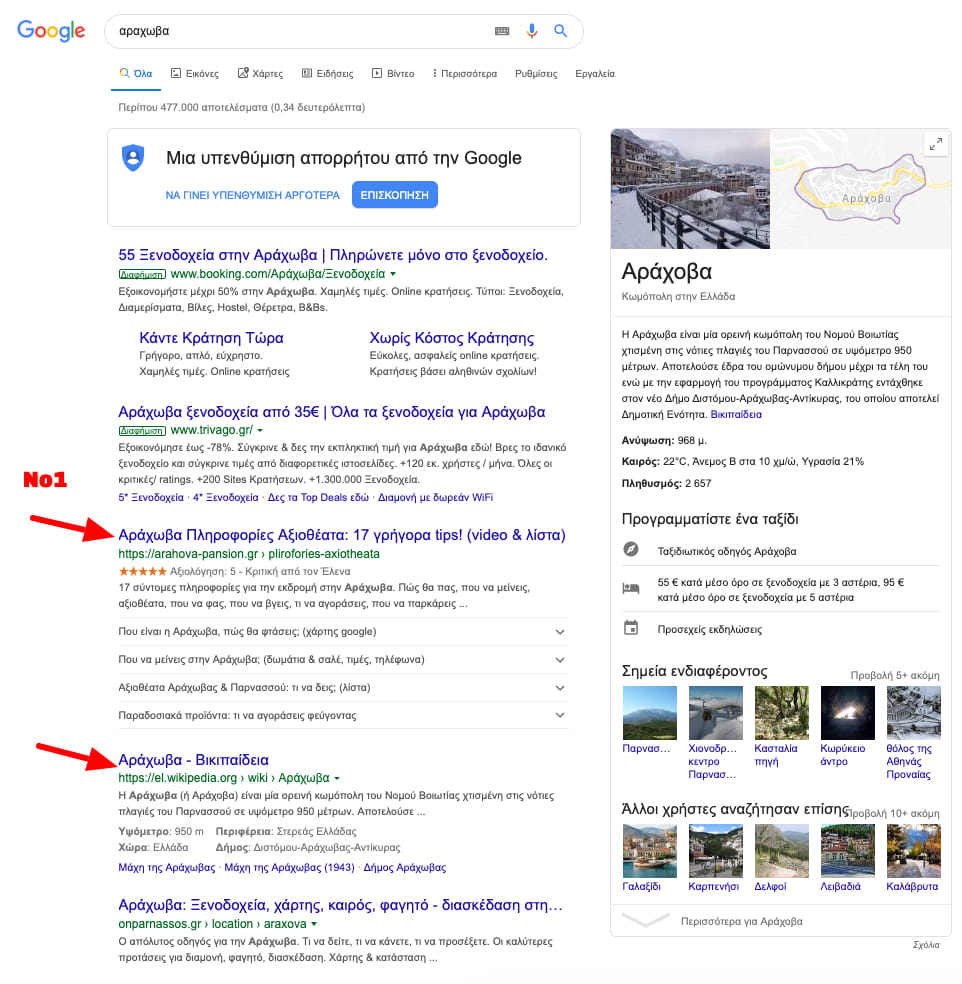 Google
αραχωβα
Όλα Εικόνες Χάρτες Ειδήσεις Βίντεο Περισσότερα Ρυθμίσεις Εργαλεία
Περίπου 477.000 αποτελέσματα (0,34 δευτερόλεπτα)
Μια υπενθύμιση απορρήτου από την Google
ΝΑ ΓΙΝΕΙ ΥΠΕΝΘΥΜΙΣΗ ΑΡΓΟΤΕΡΑ ΕΠΙΣΚΟΠΗΣΗ
55 Ξενοδοχεία στην Αράχωβα | Πληρώνετε μόνο στο ξενοδοχείο.
Διαφήμιση www.booking.com/Αράχωβα/Ξενοδοχεία
Εξοικονομήστε μέχρι 50% στην Αράχωβα. Χαμηλές τιμές. Online κρατήσεις. Τύποι: Ξενοδοχεία,
Διαμερίσματα, Βίλες, Hostel, Θέρετρα, B&Bs.
Κάντε Κράτηση Τώρα
Γρήγορο, απλό, εύχρηστο.
Χαμηλές τιμές. Online κρατήσεις
Χωρίς Κόστος Κράτησης
Εύκολες, ασφαλείς online κρατήσεις.
Κρατήσεις βάσει αληθινών σχολίων!
Αράχωβα ξενοδοχεία από 35€ | Όλα τα ξενοδοχεία για Αράχωβα
Διαφήμιση www.trivago.gr/
Εξοικονόμησε έως -78%. Σύγκρινε & δες την εκπληκτική τιμή για Αράχωβα εδώ! Βρες το ιδανικό
ξενοδοχείο και σύγκρινε τιμές από διαφορετικές ιστοσελίδες. +120 εκ. χρήστες / μήνα. Όλες οι
κριτικές/ ratings. +200 Sites Κρατήσεων. +1.300.000 Ξενοδοχεία.
5* Ξενοδοχεία · 4* Ξενοδοχεία · Δες τα Top Deals εδώ · Διαμονή με δωρεάν WiFi
No1
Αράχωβα Πληροφορίες Αξιοθέατα: 17 γρήγορα tips! (video & λίστα)
https://arahova-pansion.gr › plirofories-axiotheata
★★★★★ Αξιολόγηση: 5 - Κριτική από τον Έλενα
17 σύντομες πληροφορίες για την εκδρομή στην Αράχωβα. Πώς θα πας, που να μείνεις,
αξιοθέατα, που να φας, που να βγεις, τι να αγοράσεις, που να παρκάρεις ...
Που είναι η Αράχωβα, πώς θα φτάσεις; (χάρτης google)
Που να μείνεις στην Αράχωβα; (δωμάτια & σαλέ, τιμές, τηλέφωνα)
Αξιοθέατα Αράχωβας & Παρνασσού: τι να δεις; (λίστα)
Παραδοσιακά προϊόντα: τι να αγοράσεις φεύγοντας
Αράχωβα - Βικιπαίδεια
https://el.wikipedia.org › wiki › Αράχωβα
Η Αράχωβα (ή Αράχοβα) είναι μία ορεινή κωμόπολη του Νομού Βοιωτίας χτισμένη στις νότιες
πλαγιές του Παρνασσού σε υψόμετρο 950 μέτρων. Αποτελούσε ...
Υψόμετρο: 950 m Περιφέρεια: Στερεάς Ελλάδας
Χώρα: Ελλάδα Δήμος: Διστόμου-Αράχωβας-Αντίκυρας
Μάχη της Αράχωβας · Μάχη της Αράχωβας (1943) · Δήμος Αράχωβας
Αράχωβα: Ξενοδοχεία, χάρτης, καιρός, φαγητό - διασκέδαση στη...
onparnassos.gr › location › araxova
Ο απόλυτος οδηγός για την Αράχωβα. Τι να δείτε, τι να κάνετε, τι να προσέξετε. Οι καλύτερες
προτάσεις για διαμονή, φαγητό, διασκέδαση. Χάρτης & κατάσταση ...
Αράχοβα
Αράχοβα
Κωμόπολη στην Ελλάδα
Η Αράχωβα είναι μία ορεινή κωμόπολη του Νομού Βοιωτίας
χτισμένη στις νότιες πλαγιές του Παρνασσού σε υψόμετρο 950
μέτρων. Αποτελούσε έδρα του ομώνυμου δήμου μέχρι τα τέλη του
ενώ με την εφαρμογή του προγράμματος Καλλικράτης εντάχθηκε
στον νέο Δήμο Διστόμου-Αράχωβας-Αντίκυρας, του οποίου αποτελεί
Δημοτική Ενότητα. Βικιπαίδεια
Ανύψωση: 968 μ.
Καιρός: 22°C, Άνεμος Β στα 10 χμ/ώ, Υγρασία 21%
Πληθυσμός: 2 657
Προγραμματίστε ένα ταξίδι
Ταξιδιωτικός οδηγός Αράχοβα
55 € κατά μέσο όρο σε ξενοδοχεία με 3 αστέρια, 95 €
κατά μέσο όρο σε ξενοδοχεία με 5 αστέρια
Προσεχείς εκδηλώσεις
Σημεία ενδιαφέροντος Προβολή 5+ ακόμη
Παρνασ...
Χιονοδρ...
κεντρο
Παρνασ...
Κασταλία
πηγή
Κωρύκειο
άντρο
θόλος της
Αθηνάς
Προναίας
Άλλοι χρήστες αναζήτησαν επίσης Προβολή 10+ ακόμη
Γαλαξίδι Καρπενήσι Δελφοί Λειβαδιά Καλάβρυτα
Περισσότερα για Αράχοβα
Σχόλια